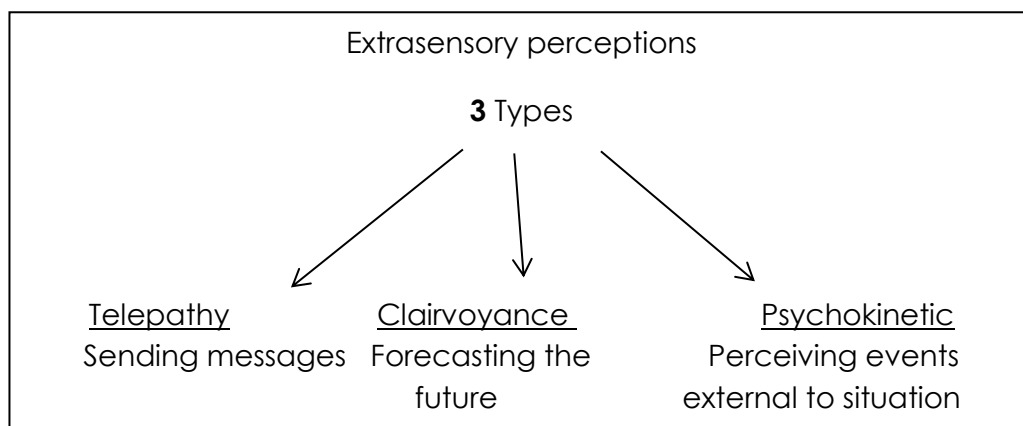 Extrasensory perceptions
3 Types
Telepathy
Sending messages
Clairvoyance
Forecasting the
future
Psychokinetic
Perceiving events
external to situation